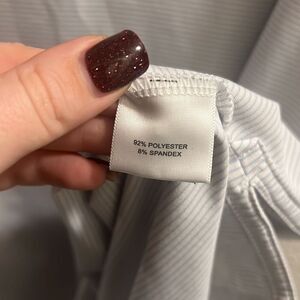 92% POLYESTER
8% SPANDEX